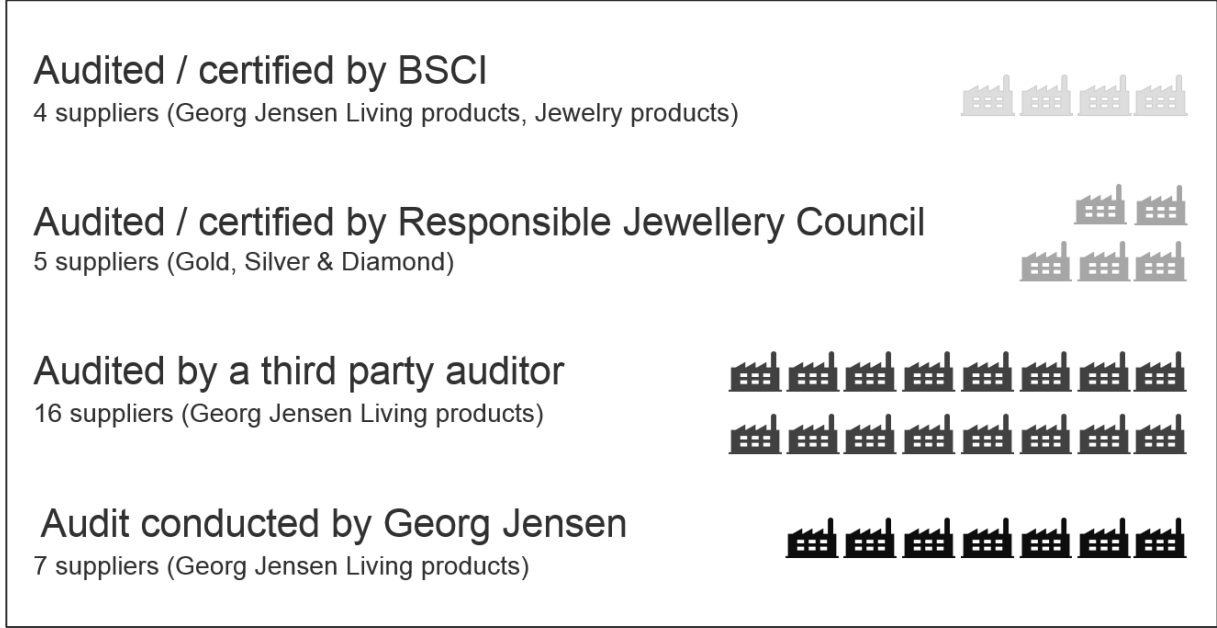 Audited / certified by BSCI
4 suppliers (Georg Jensen Living products, Jewelry products)
Audited / certified by Responsible Jewellery Council
5 suppliers (Gold, Silver & Diamond)
Audited by a third party auditor
16 suppliers (Georg Jensen Living products)
Audit conducted by Georg Jensen
7 suppliers (Georg Jensen Living products)